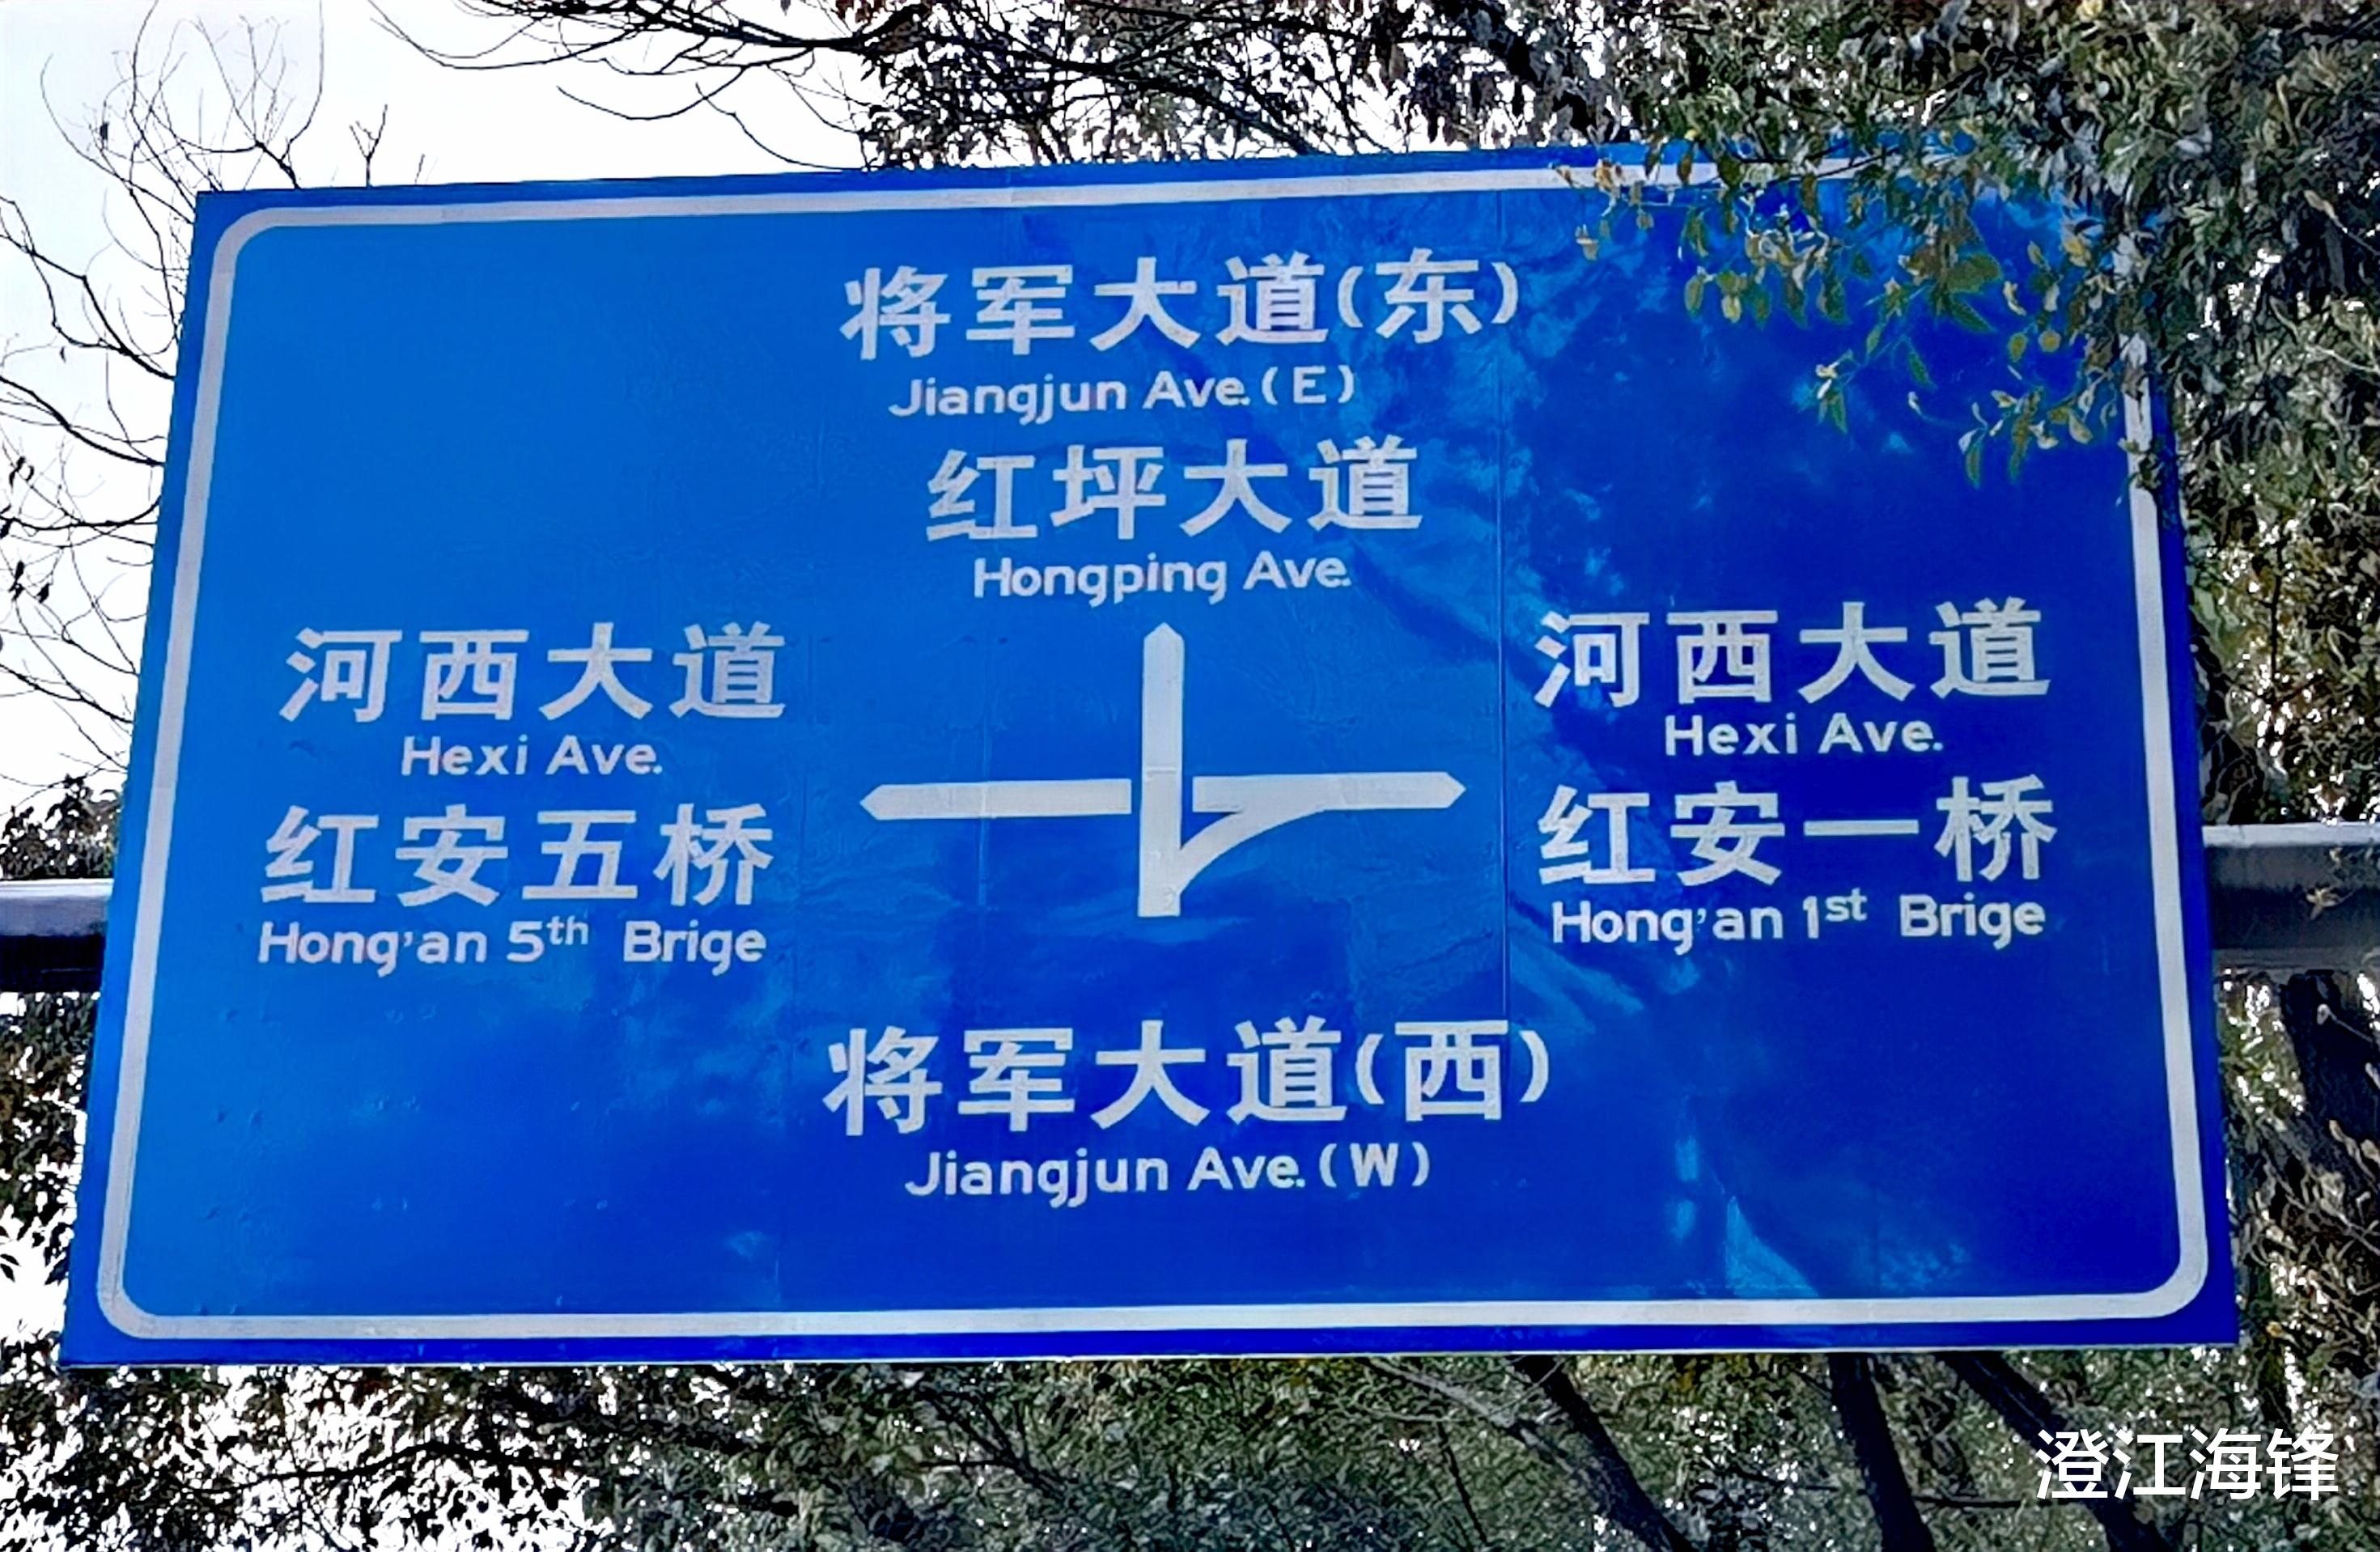 将军大道(东)
Jiangjun Ave.(E)
红坪大道
Hongping Ave.
河西大道
Hexi Ave.
红安五桥
Hong'an 5th Brige
河西大道
Hexi Ave.
红安一桥
Hong'an 1st Brige
将军大道(西)
Jiangjun Ave.(W)
澄江海锋